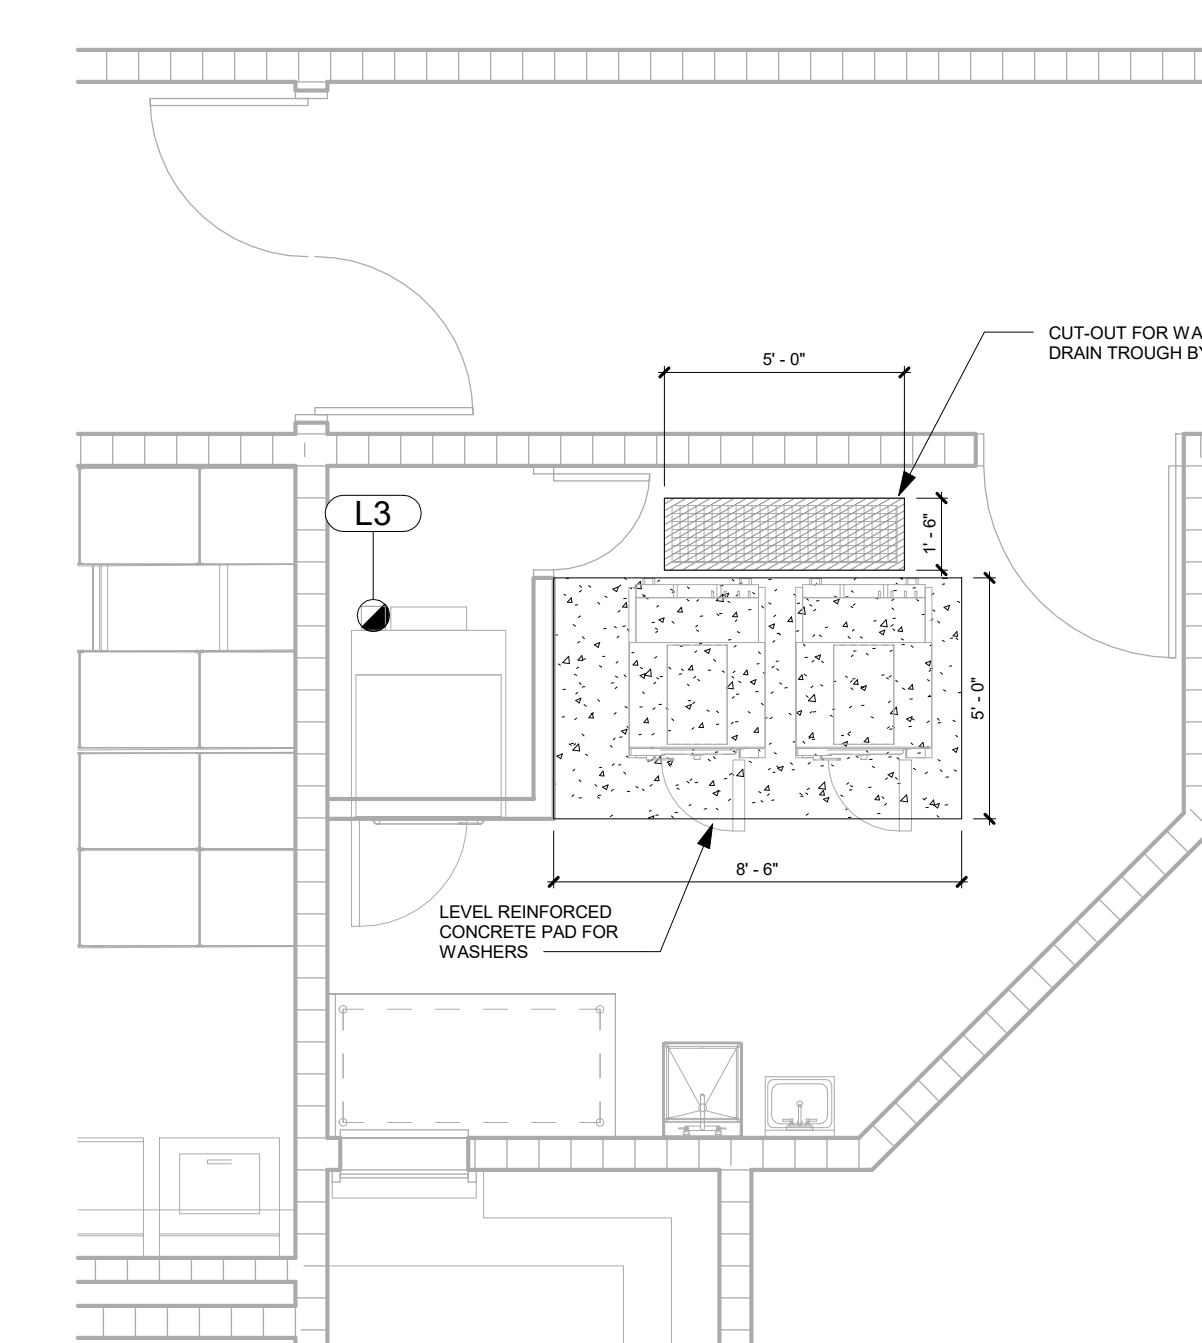 CUT-OUT FOR WA
DRAIN TROUGH BY
5' - 0"
L3
1' - 6"
5' - 0"
8' - 6"
LEVEL REINFORCED
CONCRETE PAD FOR
WASHERS